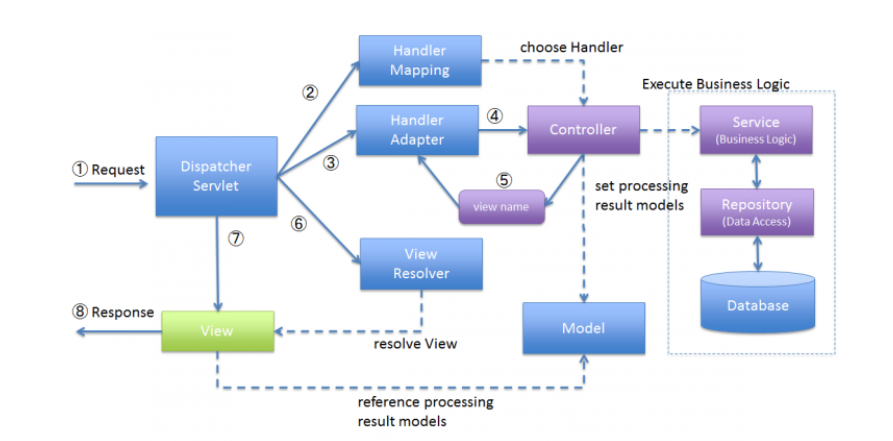 Handler
Mapping
choose Handler
②
Execute Business Logic
Handler
Adapter
④
Controller
Service
(Business Logic)
① Request
Dispatcher
Servlet
③
⑤
view name
set processing
result models
Repository
(Data Access)
⑥
⑦
View
Resolver
⑧ Response
View
resolve View
Model
Database
reference processing
result models